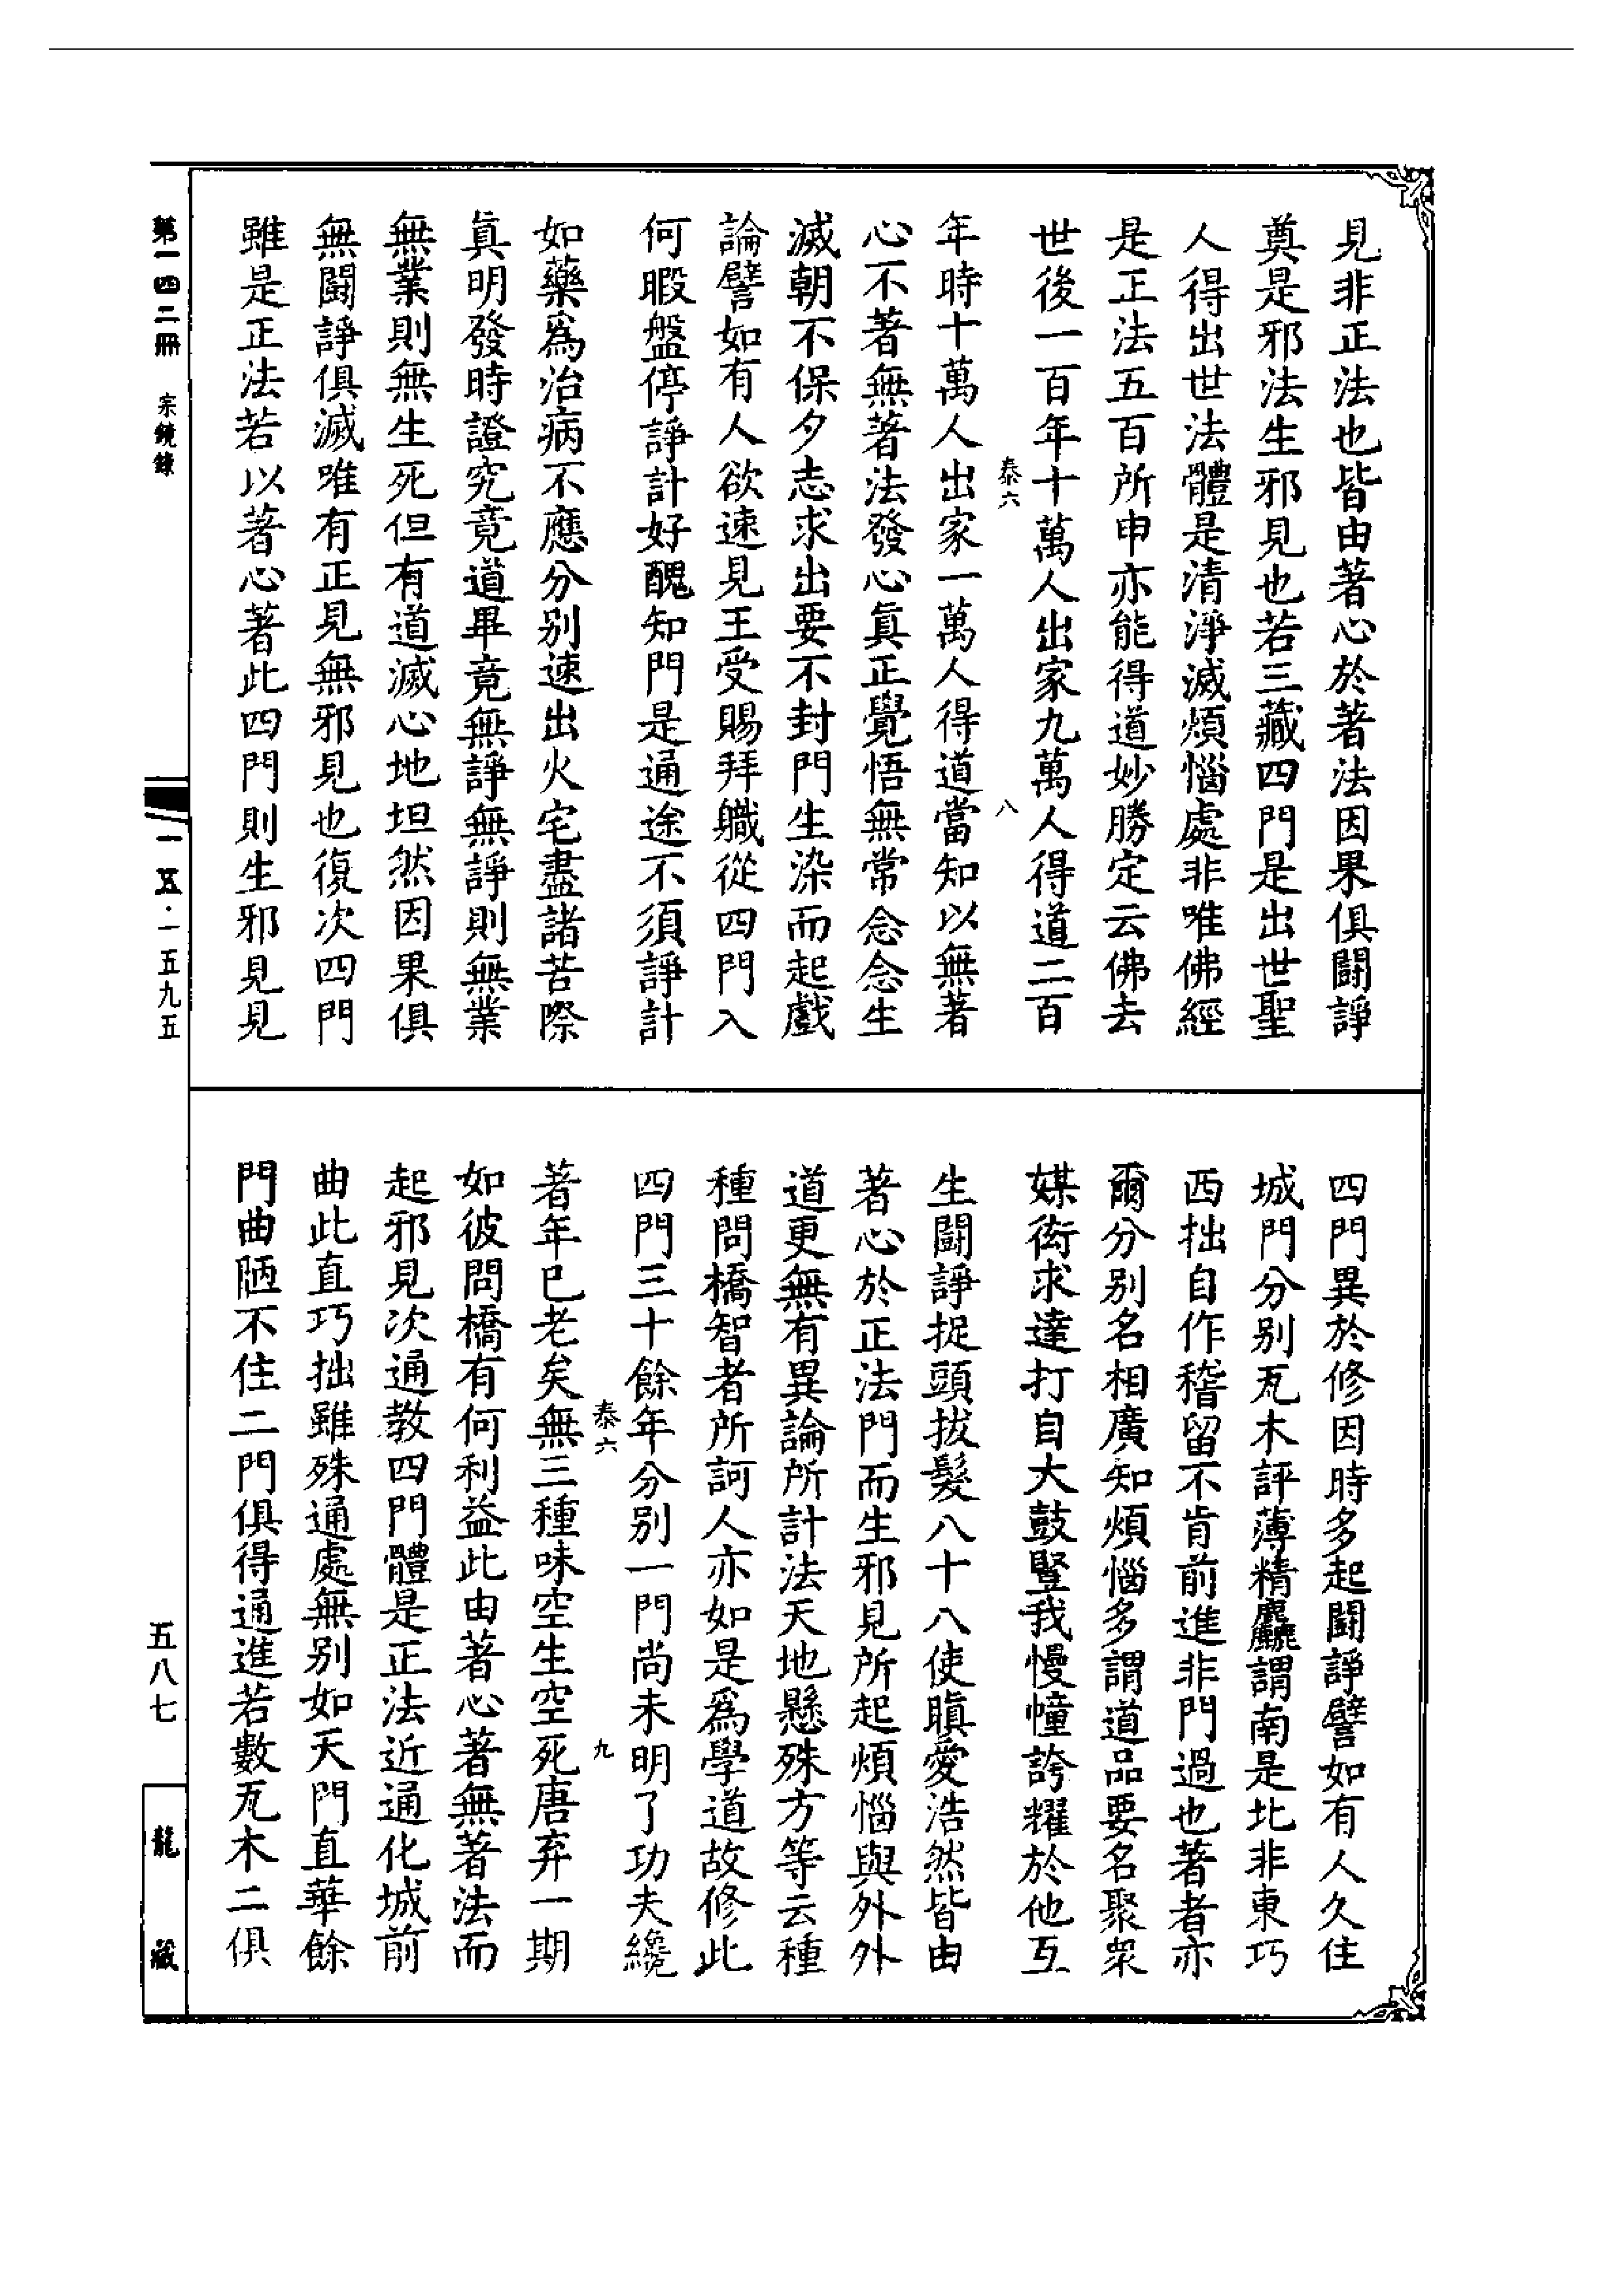 見非正法也皆由著心於著法因果俱鬭諍
奠是邪法生邪見也若三藏四門是出世聖
人得出世法體是清淨滅煩惱處非唯佛經
是正法五百所申亦能得道妙勝定云佛去
世後一百年十萬人出家九萬人得道二百
泰六 八
年時十萬人出家一萬人得道當知以無著
心不著無著法發心真正覺悟無常念念生
滅朝不保夕志求出要不封門生染而起戲
論譬如有人欲速見王受賜拜職從四門入
何暇盤停諍計好醜知門是通途不須諍計
如藥爲治病不應分別速出火宅盡諸苦際
真明發時證究竟道畢竟無諍無諍則無業
無業則無生死但有道滅心地坦然因果俱
無鬭諍俱滅唯有正見無邪見也復次四門
雖是正法若以著心著此四門則生邪見見
四門異於修因時多起鬭諍譬如有人久住
城門分別瓦木評薄精麤謂南是北非東巧
西拙自作稽留不肯前進非門過也著者亦
爾分別名相廣知煩惱多謂道品要名聚衆
媒衒求達打自大鼓豎我慢幢誇耀於他互
生鬭諍捉頭拔髮八十八使瞋愛浩然皆由
著心於正法門而生邪見所起煩惱與外外
道更無有異論所計法天地懸殊方等云種
種問橋智者所訶人亦如是爲學道故修此
四門三十餘年分別一門尚未明了功夫纔
泰六 九
著年已老矣無三種味空生空死唐弃一期
如彼問橋有何利益此由著心著無著法而
起邪見次通教四門體是正法近通化城前
曲此直巧拙雖殊通處無別如天門直華餘
門曲陋不住二門俱得通進若數瓦木二俱
第一四二冊 宗鏡錄
一五·一五九五
五八七
龍藏